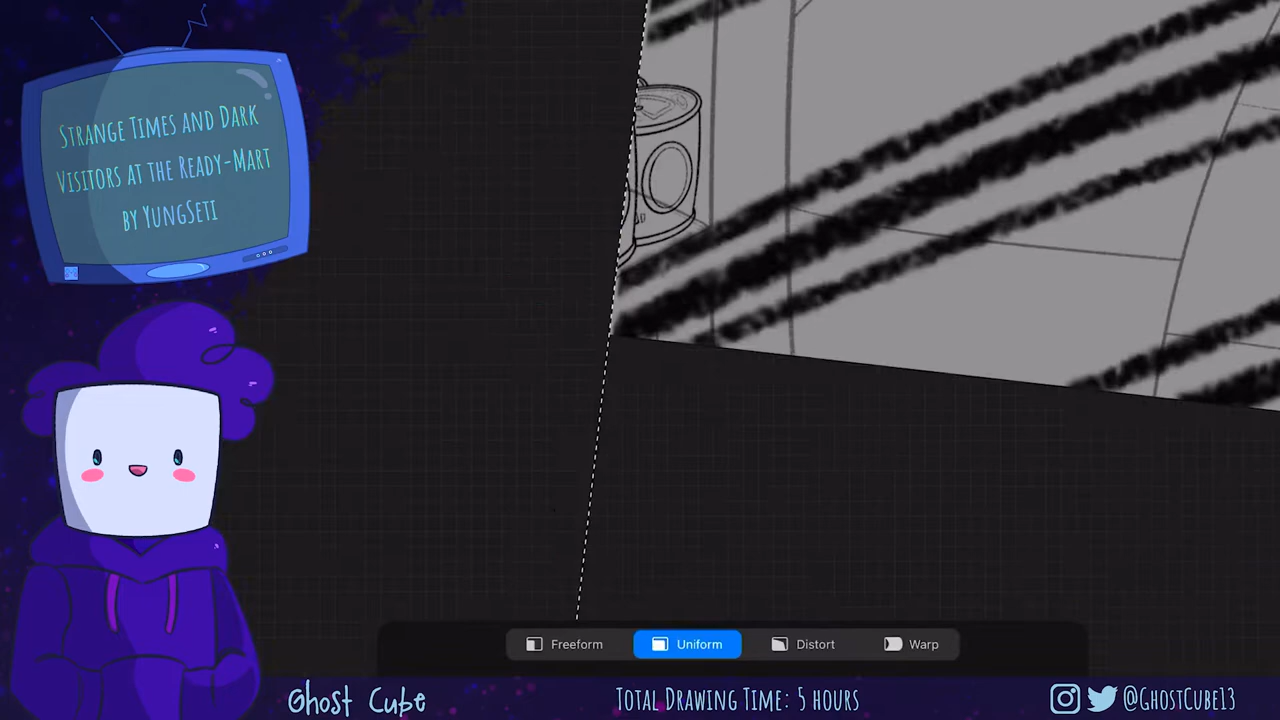 Strange Times and Dark
Visitors at the Ready-Mart
by YungSeti
Freeform
Uniform
Distort
Warp
Ghost Cube
Total Drawing Time: 5 hours
@GhostCube13